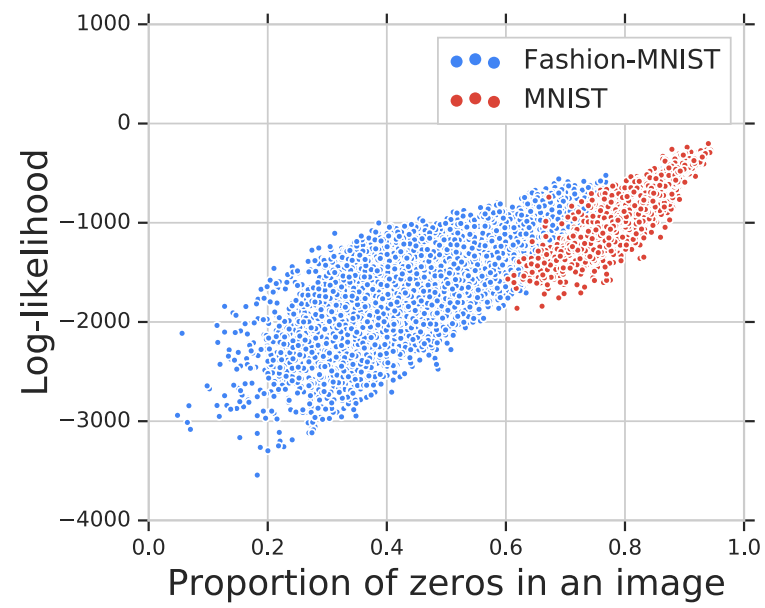 1000
0
−1000
−2000
−3000
−4000
Log-likelihood
Fashion-MNIST
MNIST
0.0 0.2 0.4 0.6 0.8 1.0
Proportion of zeros in an image